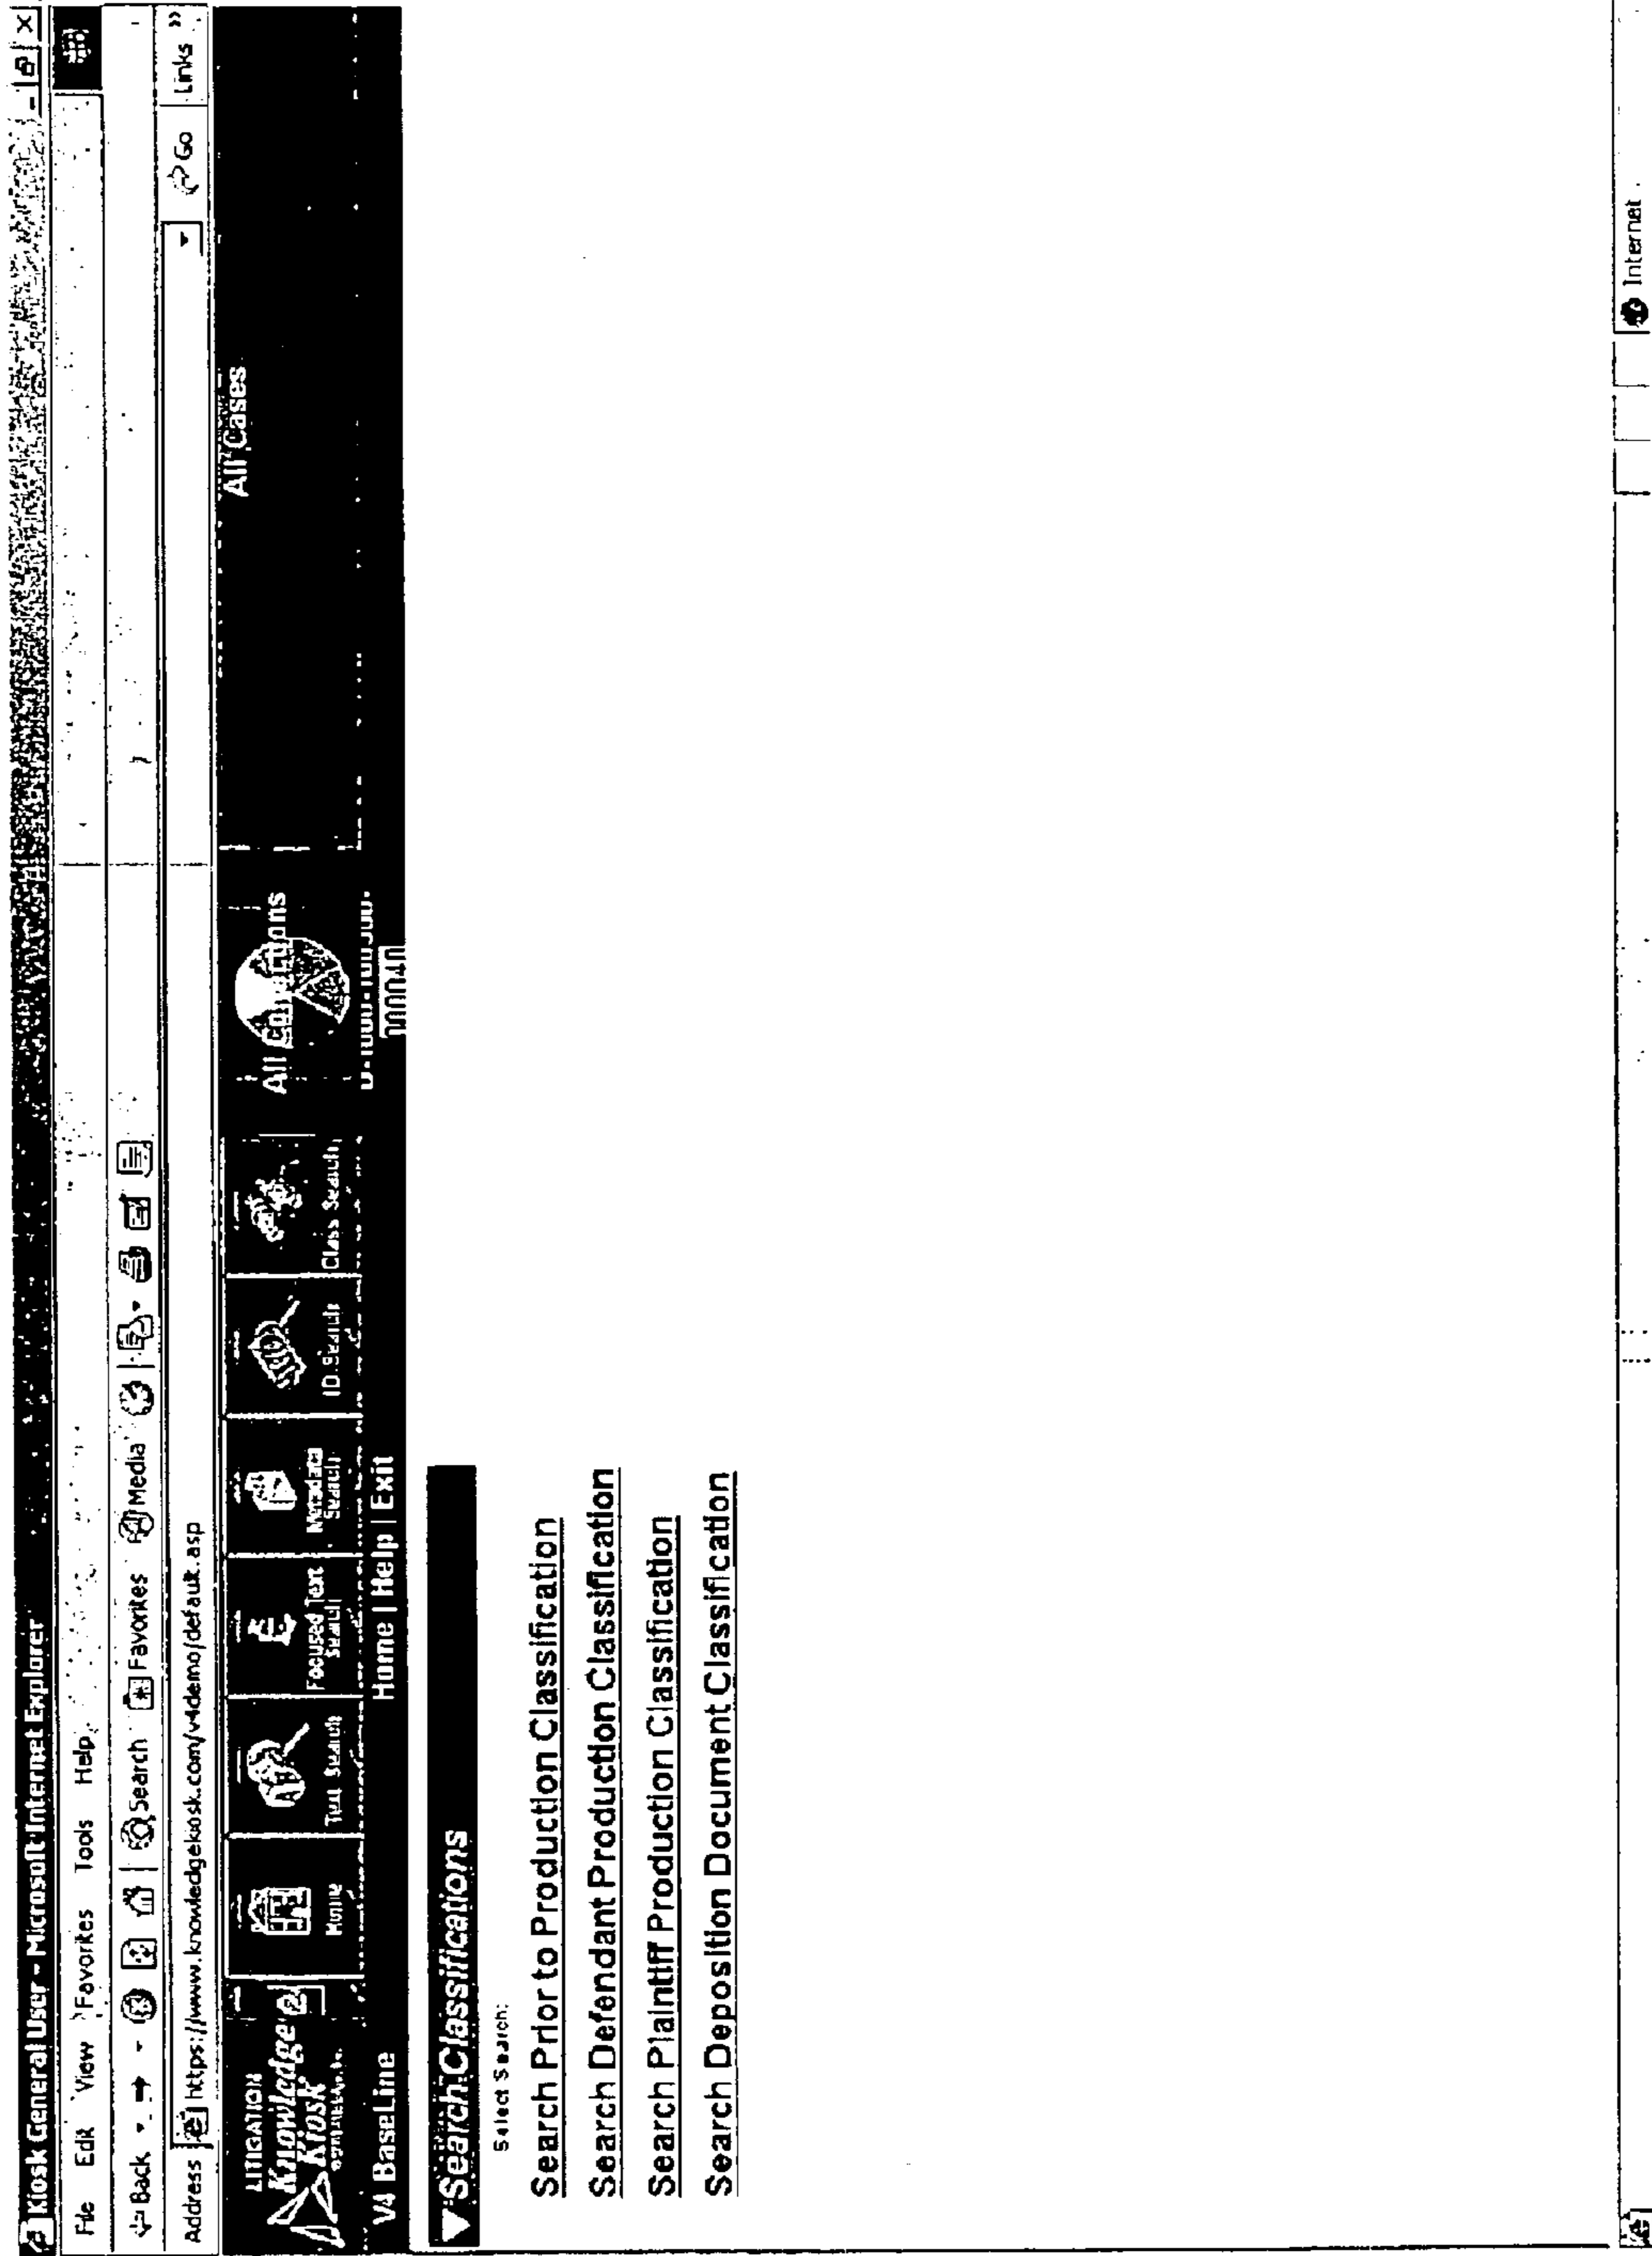 Kiosk General User - Microsoft Internet Explorer
File Edit View Favorites Tools Help
Back Search Favorites Media
Address https://www.knowledgekiosk.com/v4demo/default.asp Go Links »
LITIGATION
Knowledge
Kiosk
Home
Text Search
Focused Text Search
Metadata Search
ID Search
Class Search
All Collections
All Cases
V4 BaseLine
Home | Help | Exit
000040
Search Classifications
Select Search:
Search Prior to Production Classification
Search Defendant Production Classification
Search Plaintiff Production Classification
Search Deposition Document Classification
Internet